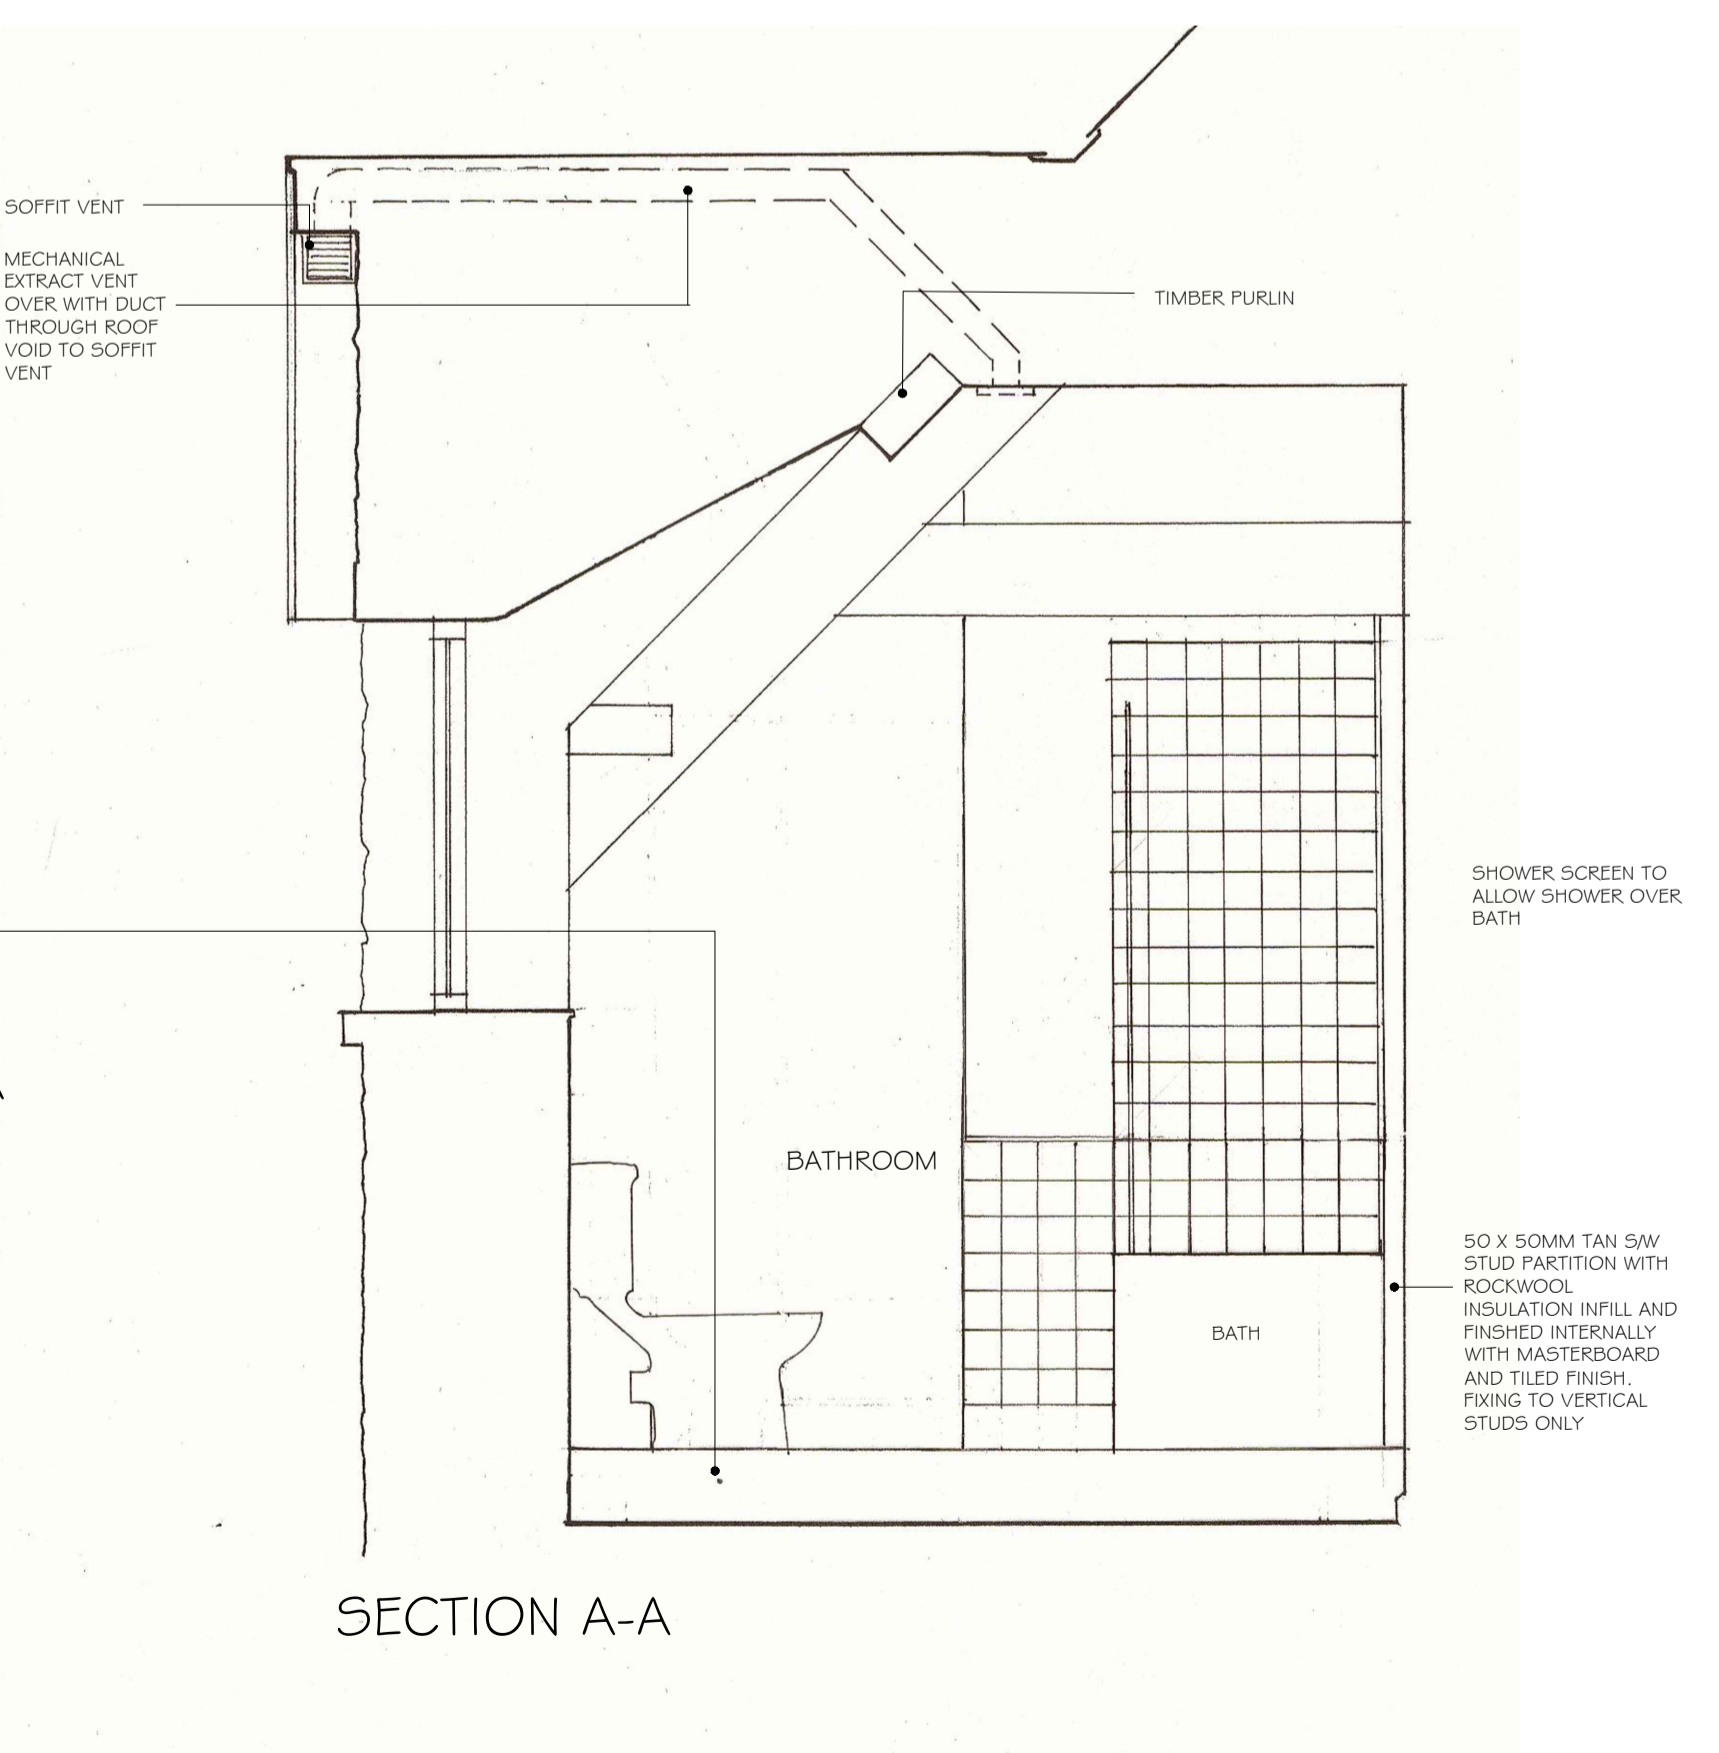 SOFFIT VENT
MECHANICAL
EXTRACT VENT
OVER WITH DUCT
THROUGH ROOF
VOID TO SOFFIT
VENT
TIMBER PURLIN
SHOWER SCREEN TO
ALLOW SHOWER OVER
BATH
BATHROOM
50 X 50MM TAN S/W
STUD PARTITION WITH
ROCKWOOL
INSULATION INFILL AND
FINSHED INTERNALLY
WITH MASTERBOARD
AND TILED FINISH.
FIXING TO VERTICAL
STUDS ONLY
BATH
SECTION A-A